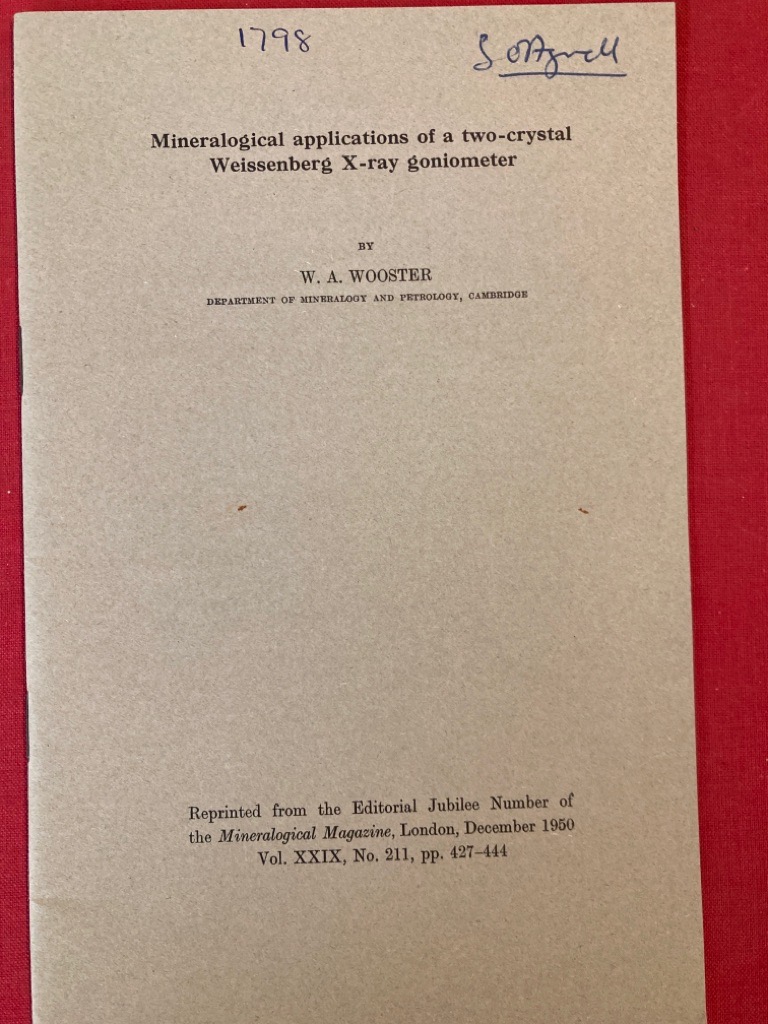 1798
S O Agrell
Mineralogical applications of a two-crystal
Weissenberg X-ray goniometer
BY
W. A. WOOSTER
DEPARTMENT OF MINERALOGY AND PETROLOGY, CAMBRIDGE
Reprinted from the Editorial Jubilee Number of
the Mineralogical Magazine, London, December 1950
Vol. XXIX, No. 211, pp. 427–444